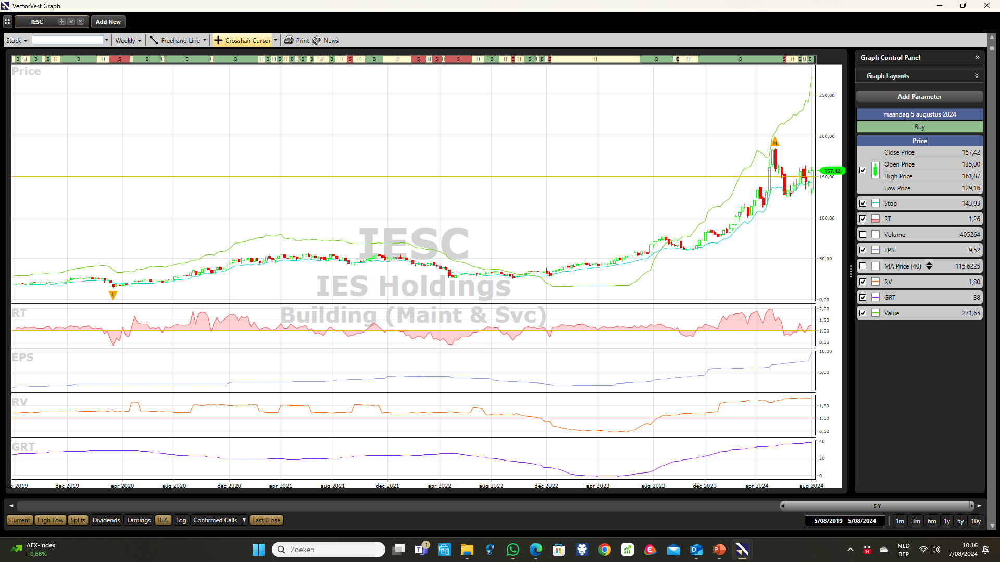 VectorVest Graph
IESC Add New
Stock Weekly Freehand Line Crosshair Cursor Print News
B H B H B H B H S H B H B H B H B H B H B H B H B H B H S H B H S H S H S H B H S H B H B H S H B H B H B S H B H B
Price
250,00
200,00
157,42
150,00
100,00
50,00
0,00
H
L
IESC
IES Holdings
Building (Maint & Svc)
RT
2,00
1,50
1,00
0,50
EPS
10,00
5,00
RV
1,50
1,00
0,50
GRT
40
20
0
aug 2019 dec 2019 apr 2020 aug 2020 dec 2020 apr 2021 aug 2021 dec 2021 apr 2022 aug 2022 dec 2022 apr 2023 aug 2023 dec 2023 apr 2024 aug 2024
Graph Control Panel
Graph Layouts
Add Parameter
maandag 5 augustus 2024
Buy
Price
Close Price 157,42
Open Price 135,00
High Price 161,87
Low Price 129,16
Stop 143,03
RT 1,26
Volume 405264
EPS 9,52
MA Price (40) 115,6225
RV 1,80
GRT 38
Value 271,65
5 Y
Current High Low Splits Dividends Earnings REC Log Confirmed Calls Last Close
5/08/2019 - 5/08/2024 1m 3m 6m 1y 5y 10y
AEX-index
+0,68%
Zoeken
1
14
NLD
BEP
10:16
7/08/2024